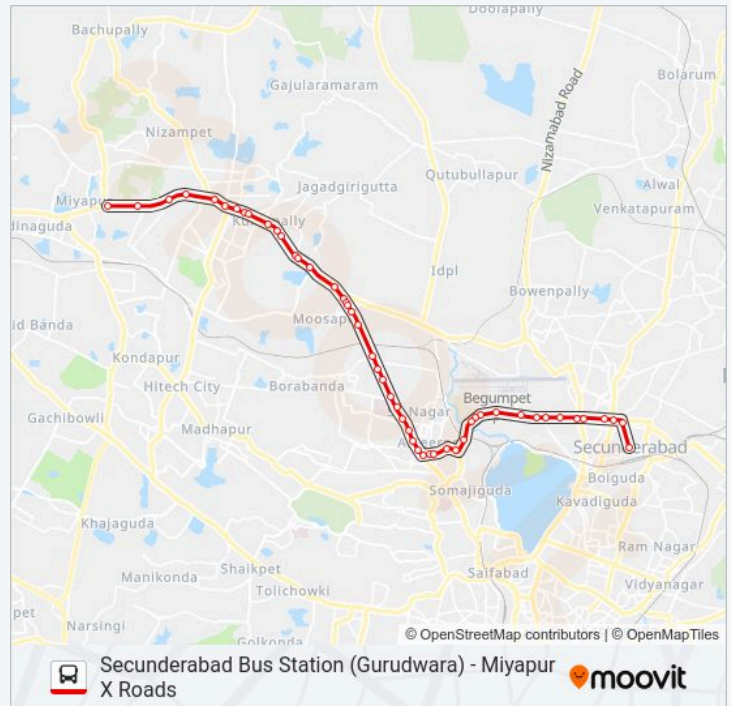 Doolapally
Bachupally
Bolarum
Gajularamaram
Nizamabad Road
Nizampet
Jagadgirigutta
Qutubullapur
Alwal
Miyapur
Venkatapuram
dinaguda
Idpl
Bowenpally
Moosap
id Bānda
Kondapur
Hitech City
Borabanda
Begumpet
Nagar
Gachibowli
Madhapur
Secunderabad
Boiguda
Somajiguda
Kavadiguda
Khajaguda
Ram Nagar
Shaikpet
Saifabad
Manikonda
Vidyanagar
Tolichowki
pet
Narsingi
Golkonda
© OpenStreetMap contributors | © OpenMapTiles
Secunderabad Bus Station (Gurudwara) - Miyapur
X Roads
moovit